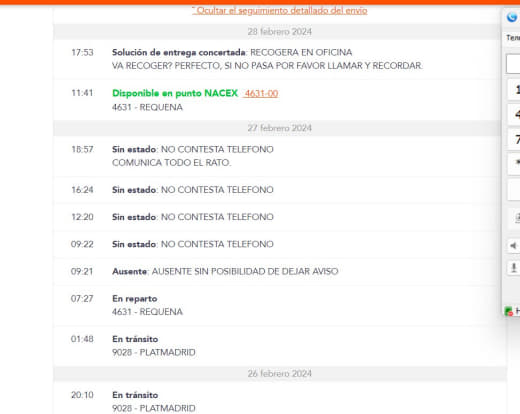 ˆ Ocultar el seguimiento detallado del envío
28 febrero 2024
17:53 Solución de entrega concertada: RECOGERA EN OFICINA
VA RECOGER? PERFECTO, SI NO PASA POR FAVOR LLAMAR Y RECORDAR.
11:41 Disponible en punto NACEX 4631-00
4631 - REQUENA
27 febrero 2024
18:57 Sin estado: NO CONTESTA TELEFONO
COMUNICA TODO EL RATO.
16:24 Sin estado: NO CONTESTA TELEFONO
12:20 Sin estado: NO CONTESTA TELEFONO
09:22 Sin estado: NO CONTESTA TELEFONO
09:21 Ausente: AUSENTE SIN POSIBILIDAD DE DEJAR AVISO
07:27 En reparto
4631 - REQUENA
01:48 En tránsito
9028 - PLATMADRID
26 febrero 2024
20:10 En tránsito
9028 - PLATMADRID
Тел
1
4
7
*
H